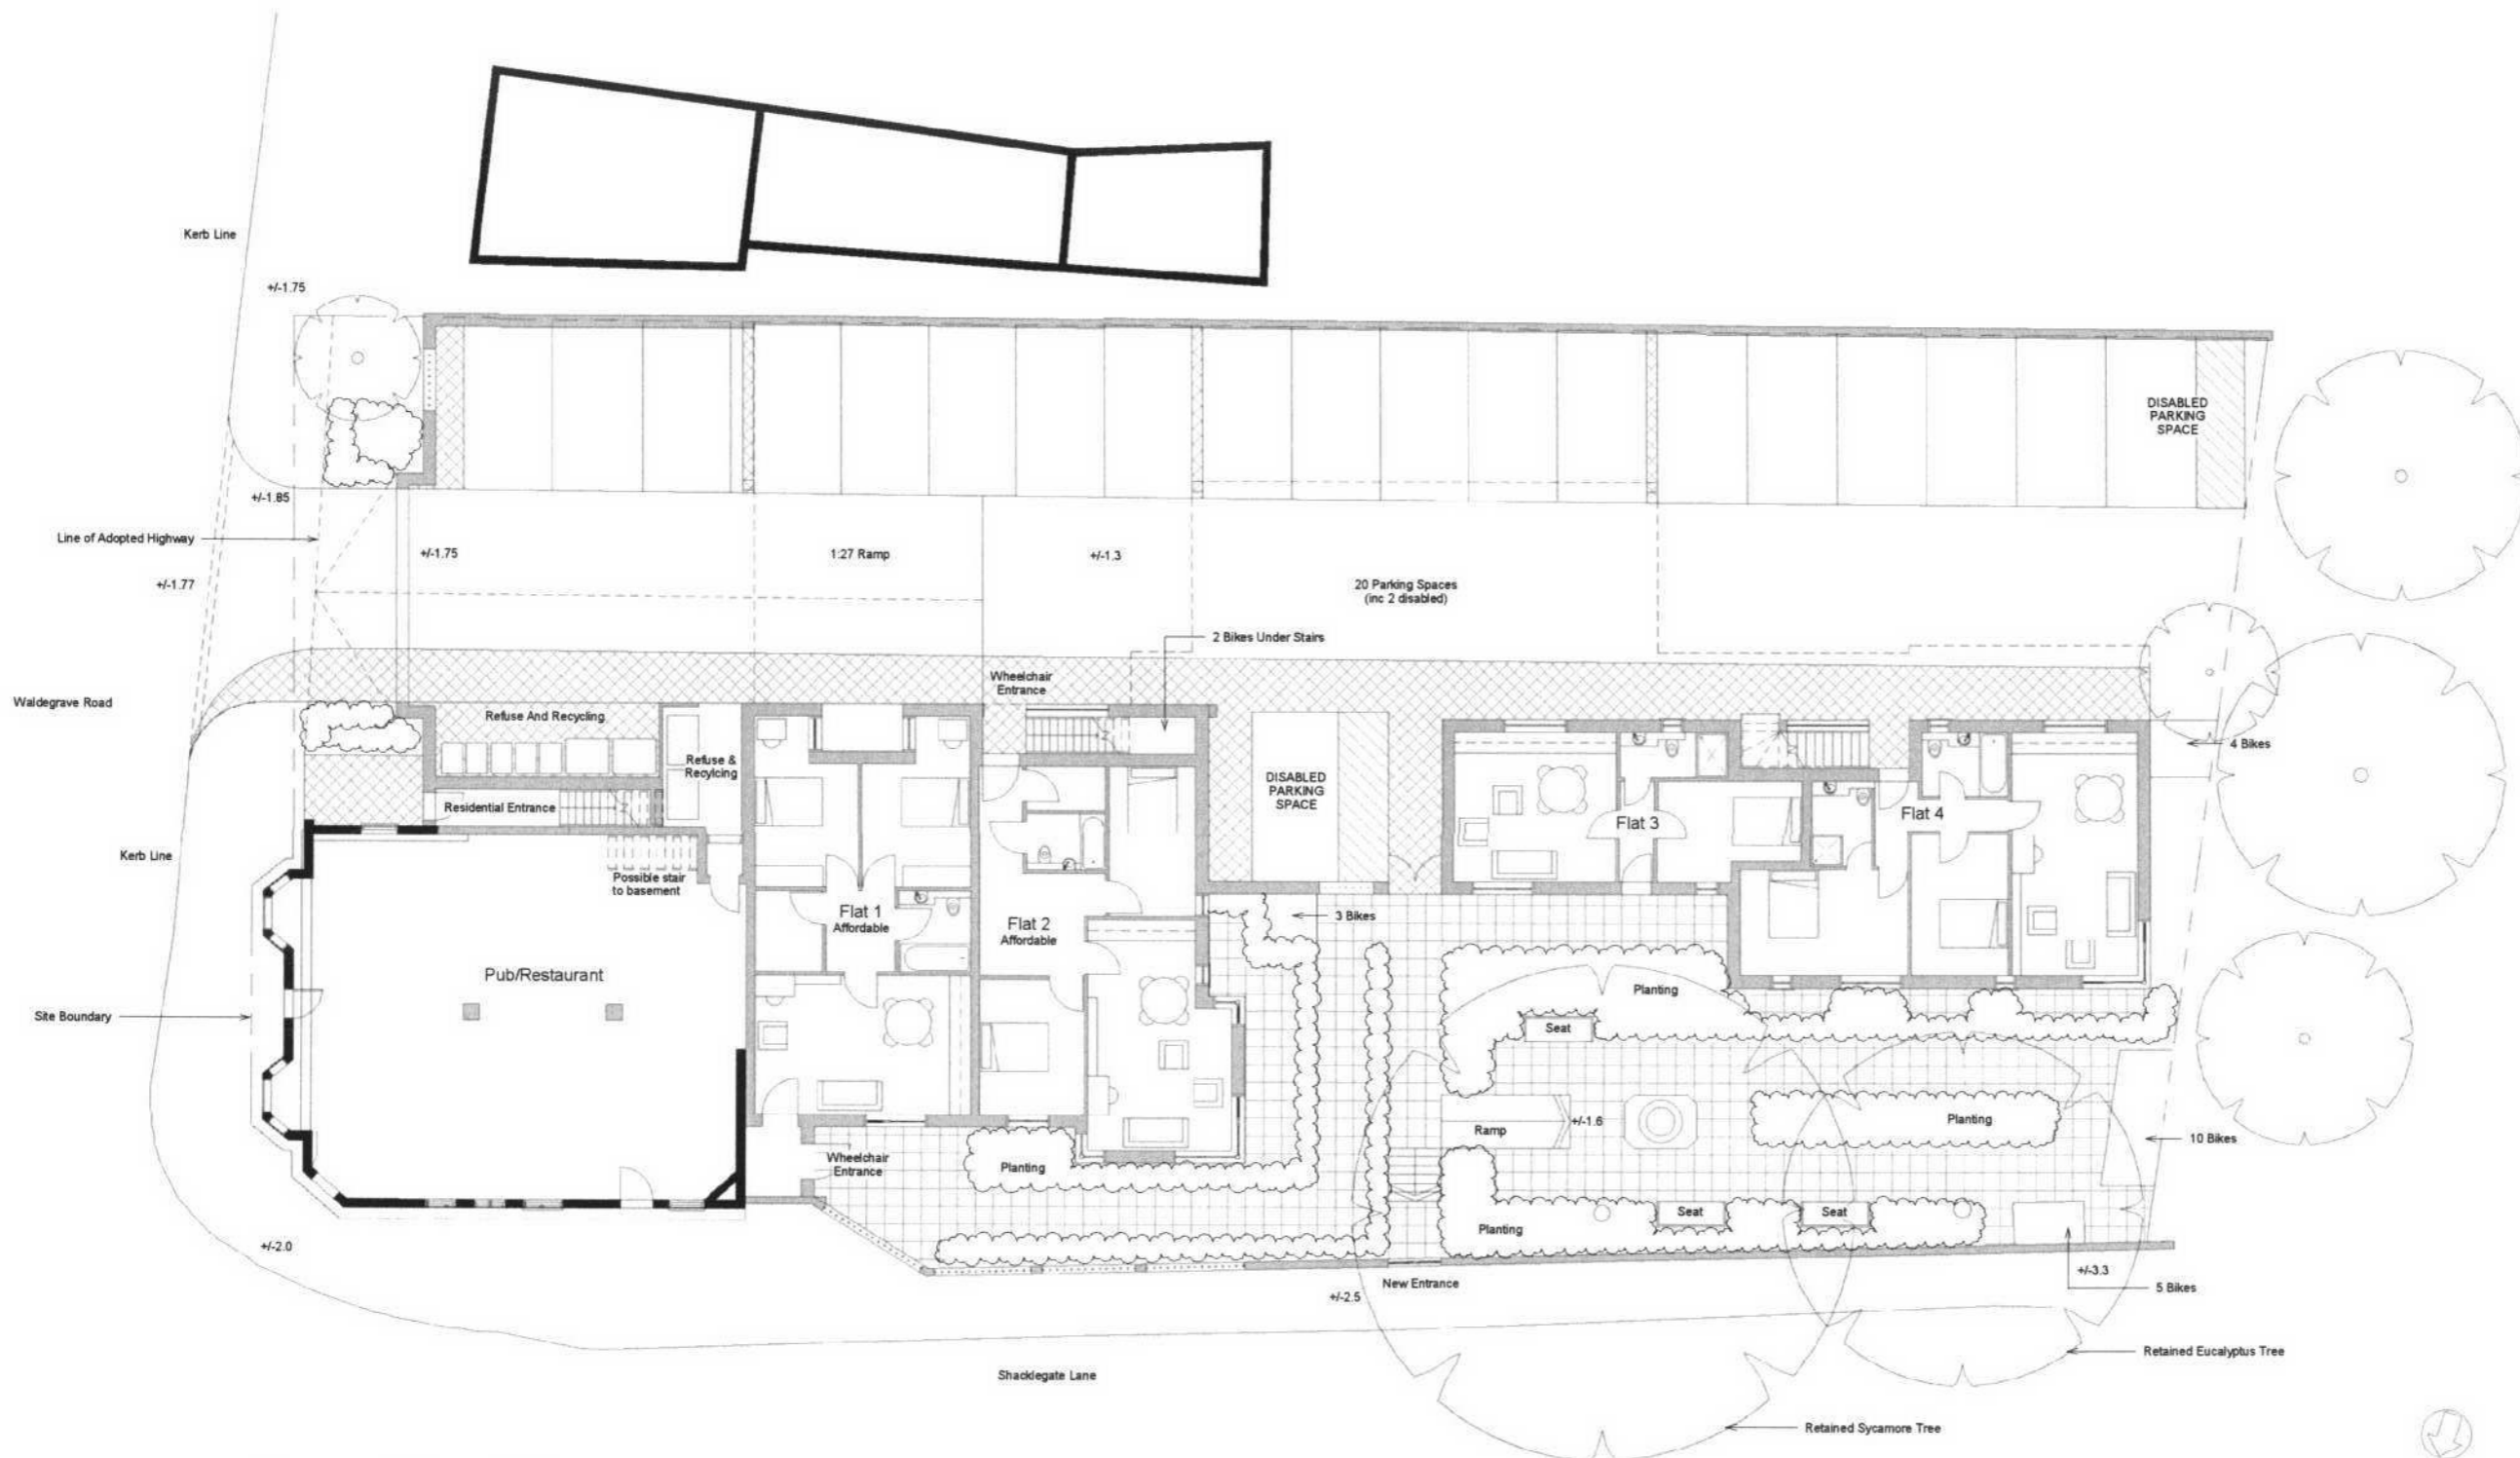 Kerb Line
+/-1.75
DISABLED
PARKING
SPACE
+/-1.85
Line of Adopted Highway
+/-1.75
1:27 Ramp
+/-1.3
+/-1.77
20 Parking Spaces
(inc 2 disabled)
2 Bikes Under Stairs
Wheelchair
Entrance
Waldegrave Road
Refuse And Recycling
Refuse &
Recylcing
4 Bikes
DISABLED
PARKING
SPACE
Residential Entrance
Flat 3
Flat 4
Kerb Line
Possible stair
to basement
Flat 1
Affordable
Flat 2
Affordable
3 Bikes
Pub/Restaurant
Planting
Site Boundary
Seat
Ramp
+/-1.6
Planting
10 Bikes
Wheelchair
Entrance
Planting
Seat
Seat
Planting
+/-2.0
New Entrance
+/-2.5
+/-3.3
5 Bikes
Retained Eucalyptus Tree
Shacklegate Lane
Retained Sycamore Tree